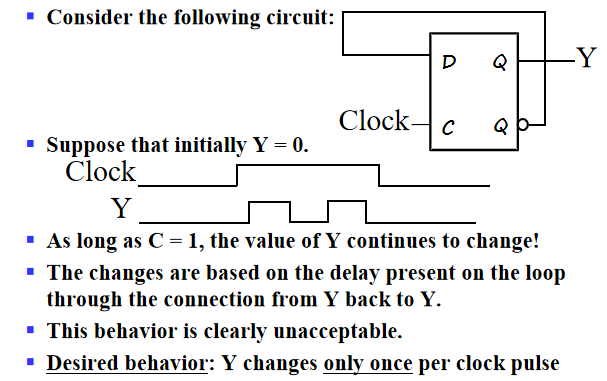 Consider the following circuit:
D Q Y
Clock C Q
Suppose that initially Y = 0.
Clock
Y
As long as C = 1, the value of Y continues to change!
The changes are based on the delay present on the loop
through the connection from Y back to Y.
This behavior is clearly unacceptable.
Desired behavior: Y changes only once per clock pulse